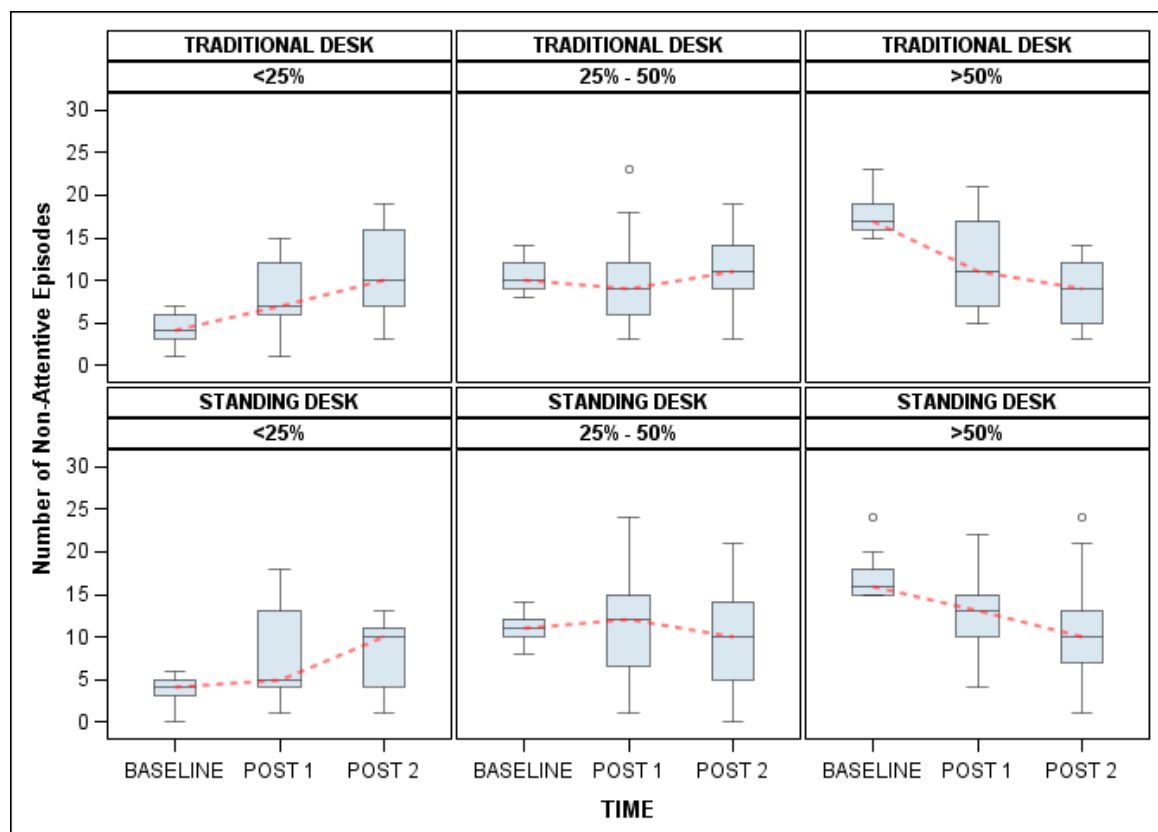 TRADITIONAL DESK TRADITIONAL DESK TRADITIONAL DESK
<25% 25% - 50% >50%
30
25
20
15
10
5
0
Number of Non-Attentive Episodes
STANDING DESK STANDING DESK STANDING DESK
<25% 25% - 50% >50%
30
25
20
15
10
5
0
BASELINE POST 1 POST 2 BASELINE POST 1 POST 2 BASELINE POST 1 POST 2
TIME